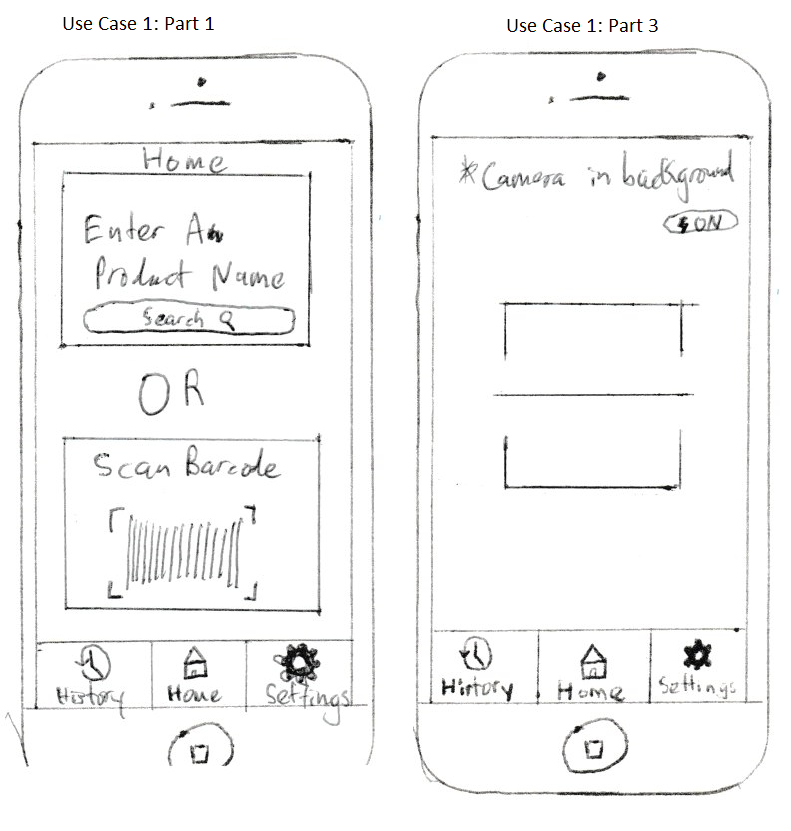 Use Case 1: Part 1
Home
Enter A
Product Name
Search
OR
Scan Barcode
History Home Settings
Use Case 1: Part 3
*Camera in background
ON
History Home Settings